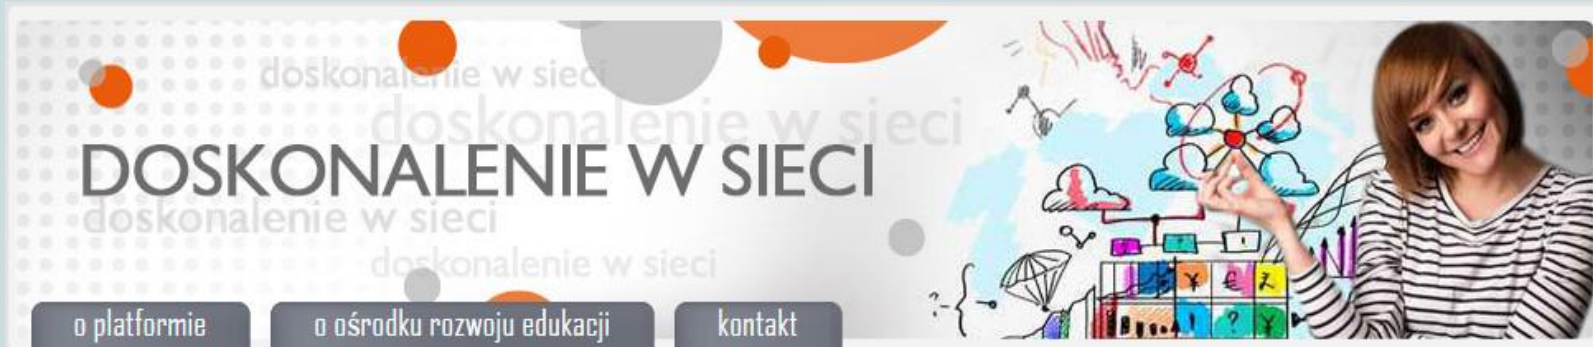 doskonalenie w sieci
doskonalenie w sieci
DOSKONALENIE W SIECI
doskonalenie w sieci
doskonalenie w sieci
o platformie
o ośrodku rozwoju edukacji
kontakt